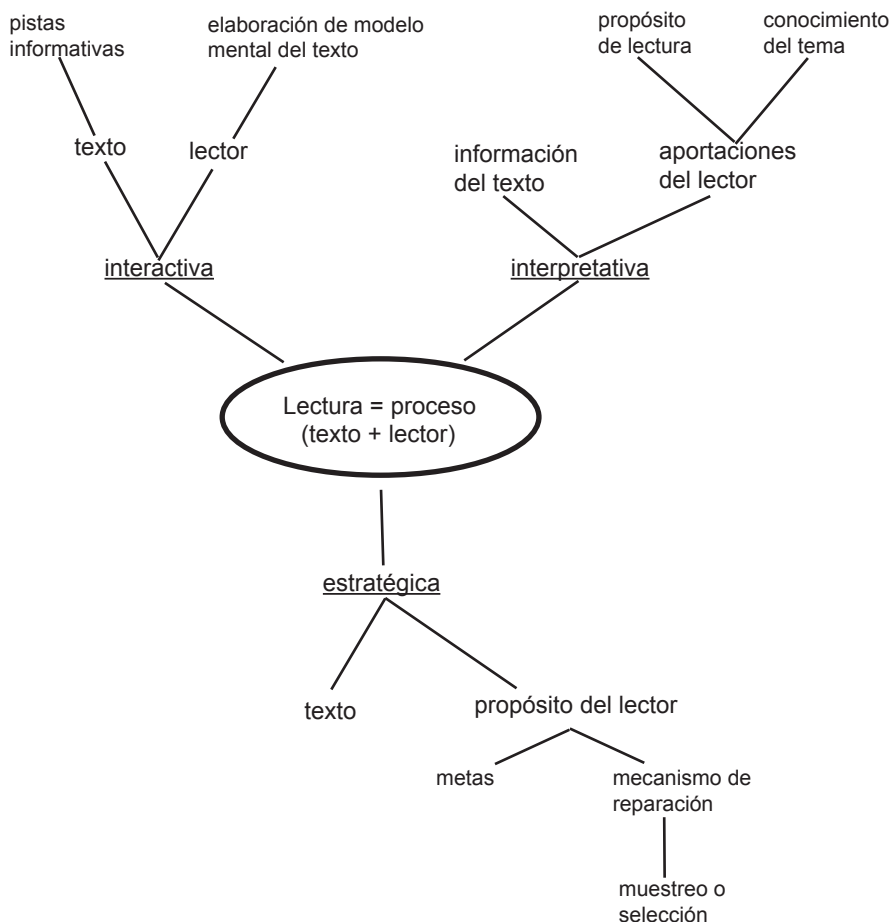 pistas
informativas
elaboración de modelo
mental del texto
propósito
de lectura
conocimiento
del tema
texto
lector
información
del texto
aportaciones
del lector
interactiva
interpretativa
Lectura = proceso
(texto + lector)
estratégica
texto
propósito del lector
metas
mecanismo de
reparación
muestreo o
selección